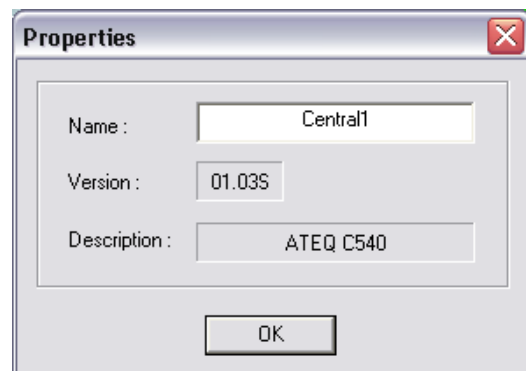 Properties
Name : Central1
Version : 01.03S
Description : ATEQ C540
OK